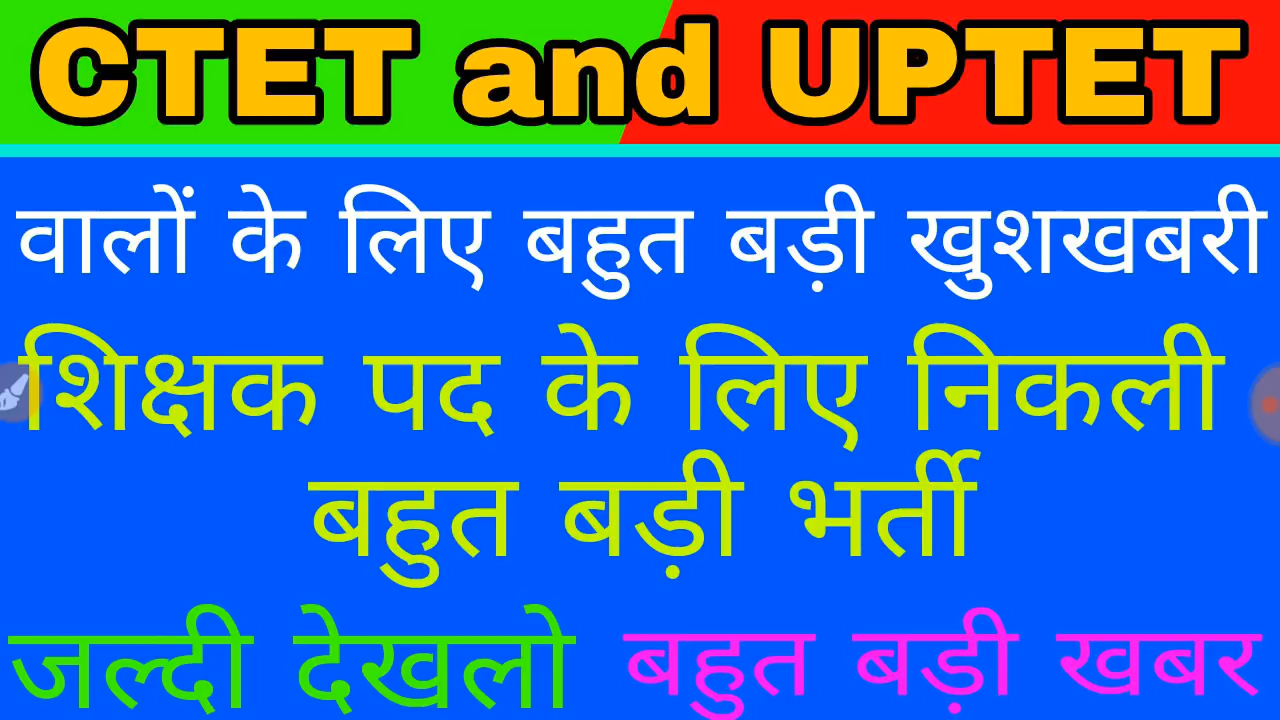 CTET and UPTET
वालों के लिए बहुत बड़ी खुशखबरी
शिक्षक पद के लिए निकली
बहुत बड़ी भर्ती
जल्दी देखलो बहुत बड़ी खबर